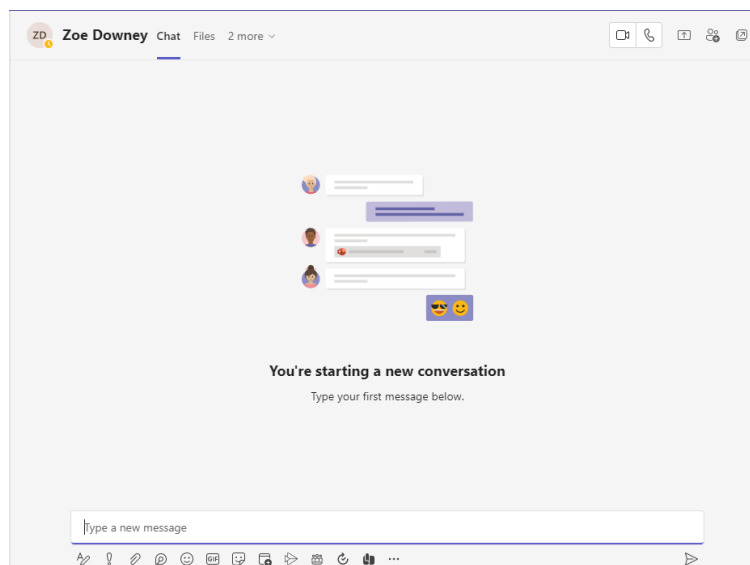 ZD Zoe Downey Chat Files 2 more
You're starting a new conversation
Type your first message below.
Type a new message
GIF